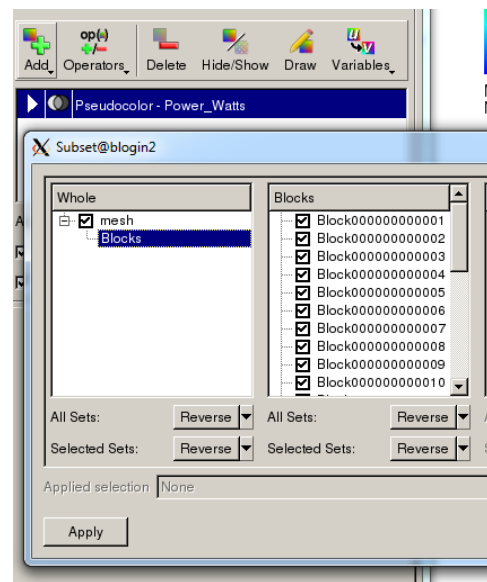 op(=)
Add Operators Delete Hide/Show Draw Variables
Pseudocolor - Power_Watts
Subset@blogin2
Whole
mesh
Blocks
Blocks
Block000000000001
Block000000000002
Block000000000003
Block000000000004
Block000000000005
Block000000000006
Block000000000007
Block000000000008
Block000000000009
Block000000000010
All Sets: Reverse All Sets: Reverse
Selected Sets: Reverse Selected Sets: Reverse
Applied selection None
Apply